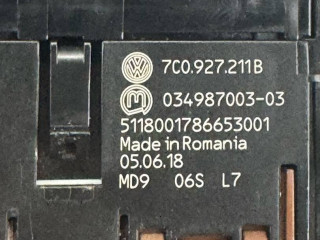 7C0.927.211B
034987003-03
5118001786653001
Made in Romania
05.06.18
MD9 06S L7